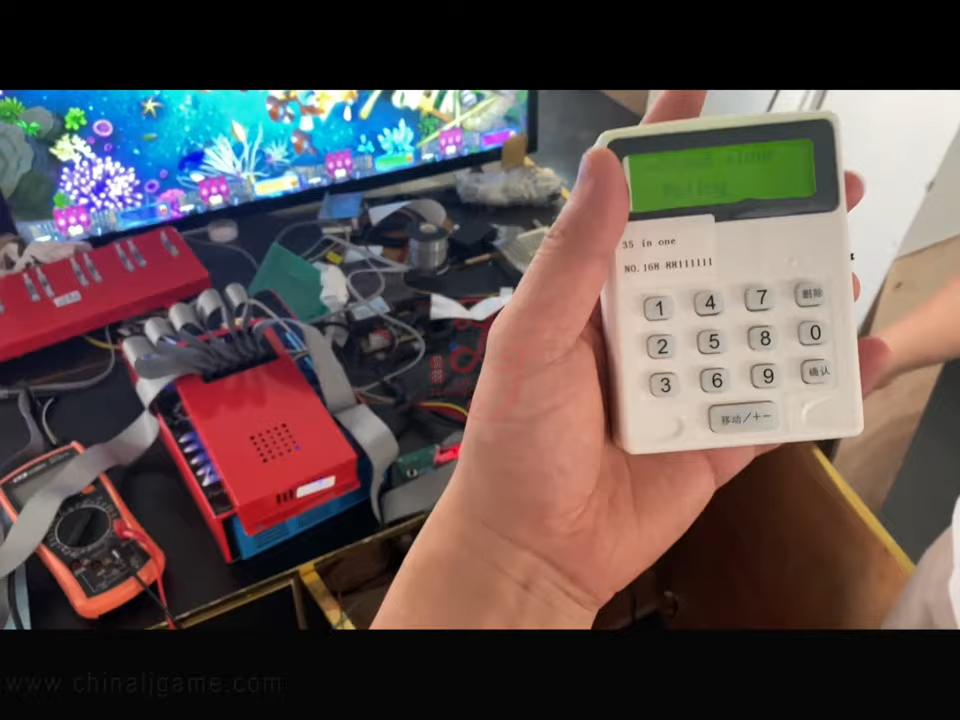 35 in one
NO.168-RH111111
1 4 7 删除
2 5 8 0
3 6 9 确认
移动/+-
www chinaljgame.com